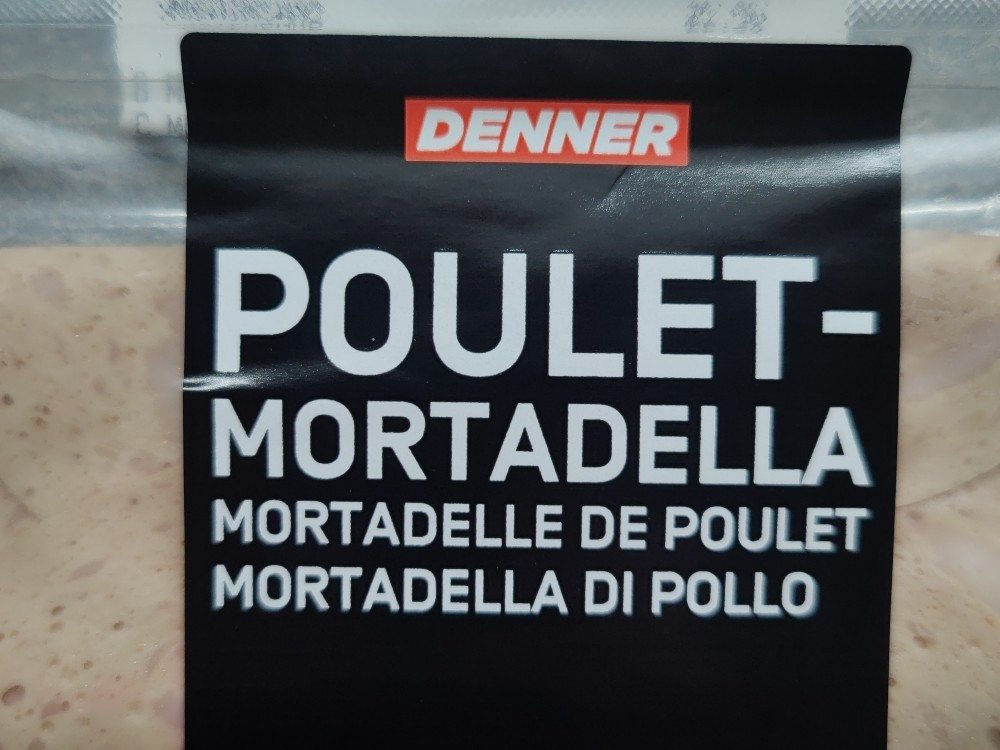 DENNER
POULET-
MORTADELLA
MORTADELLE DE POULET
MORTADELLA DI POLLO